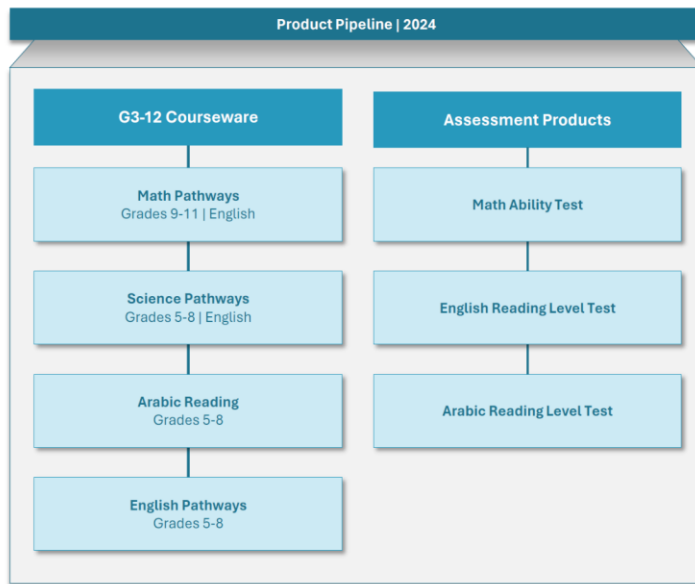 Product Pipeline | 2024
G3-12 Courseware
Math Pathways
Grades 9-11 | English
Science Pathways
Grades 5-8 | English
Arabic Reading
Grades 5-8
English Pathways
Grades 5-8
Assessment Products
Math Ability Test
English Reading Level Test
Arabic Reading Level Test